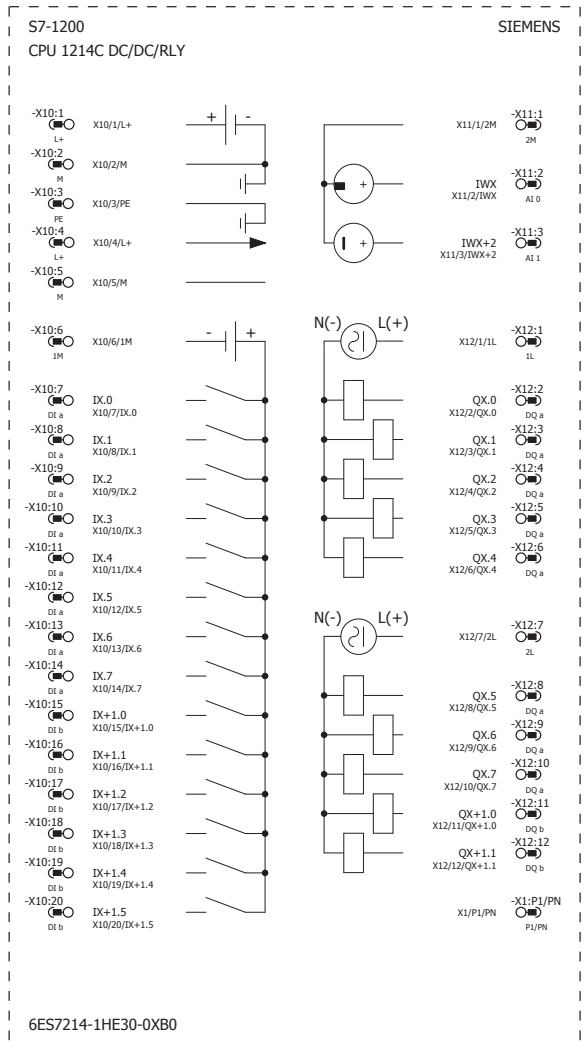 S7-1200
SIEMENS
CPU 1214C DC/DC/RLY
-X10:1
L+
X10/1/L+
+ -
-X10:2
M
X10/2/M
-X10:3
PE
X10/3/PE
-X10:4
L+
X10/4/L+
-X10:5
M
X10/5/M
-X10:6
1M
X10/6/1M
- +
-X10:7
DI a
IX.0
X10/7/IX.0
-X10:8
DI a
IX.1
X10/8/IX.1
-X10:9
DI a
IX.2
X10/9/IX.2
-X10:10
DI a
IX.3
X10/10/IX.3
-X10:11
DI a
IX.4
X10/11/IX.4
-X10:12
DI a
IX.5
X10/12/IX.5
-X10:13
DI a
IX.6
X10/13/IX.6
-X10:14
DI a
IX.7
X10/14/IX.7
-X10:15
DI b
IX+1.0
X10/15/IX+1.0
-X10:16
DI b
IX+1.1
X10/16/IX+1.1
-X10:17
DI b
IX+1.2
X10/17/IX+1.2
-X10:18
DI b
IX+1.3
X10/18/IX+1.3
-X10:19
DI b
IX+1.4
X10/19/IX+1.4
-X10:20
DI b
IX+1.5
X10/20/IX+1.5
X11/1/2M
-X11:1
2M
+
IWX
X11/2/IWX
-X11:2
AI 0
+
IWX+2
X11/3/IWX+2
-X11:3
AI 1
N(-) L(+)
X12/1/1L
-X12:1
1L
QX.0
X12/2/QX.0
-X12:2
DQ a
QX.1
X12/3/QX.1
-X12:3
DQ a
QX.2
X12/4/QX.2
-X12:4
DQ a
QX.3
X12/5/QX.3
-X12:5
DQ a
QX.4
X12/6/QX.4
-X12:6
DQ a
N(-) L(+)
X12/7/2L
-X12:7
2L
QX.5
X12/8/QX.5
-X12:8
DQ a
QX.6
X12/9/QX.6
-X12:9
DQ a
QX.7
X12/10/QX.7
-X12:10
DQ a
QX+1.0
X12/11/QX+1.0
-X12:11
DQ b
QX+1.1
X12/12/QX+1.1
-X12:12
DQ b
X1/P1/PN
-X1:P1/PN
P1/PN
6ES7214-1HE30-0XB0